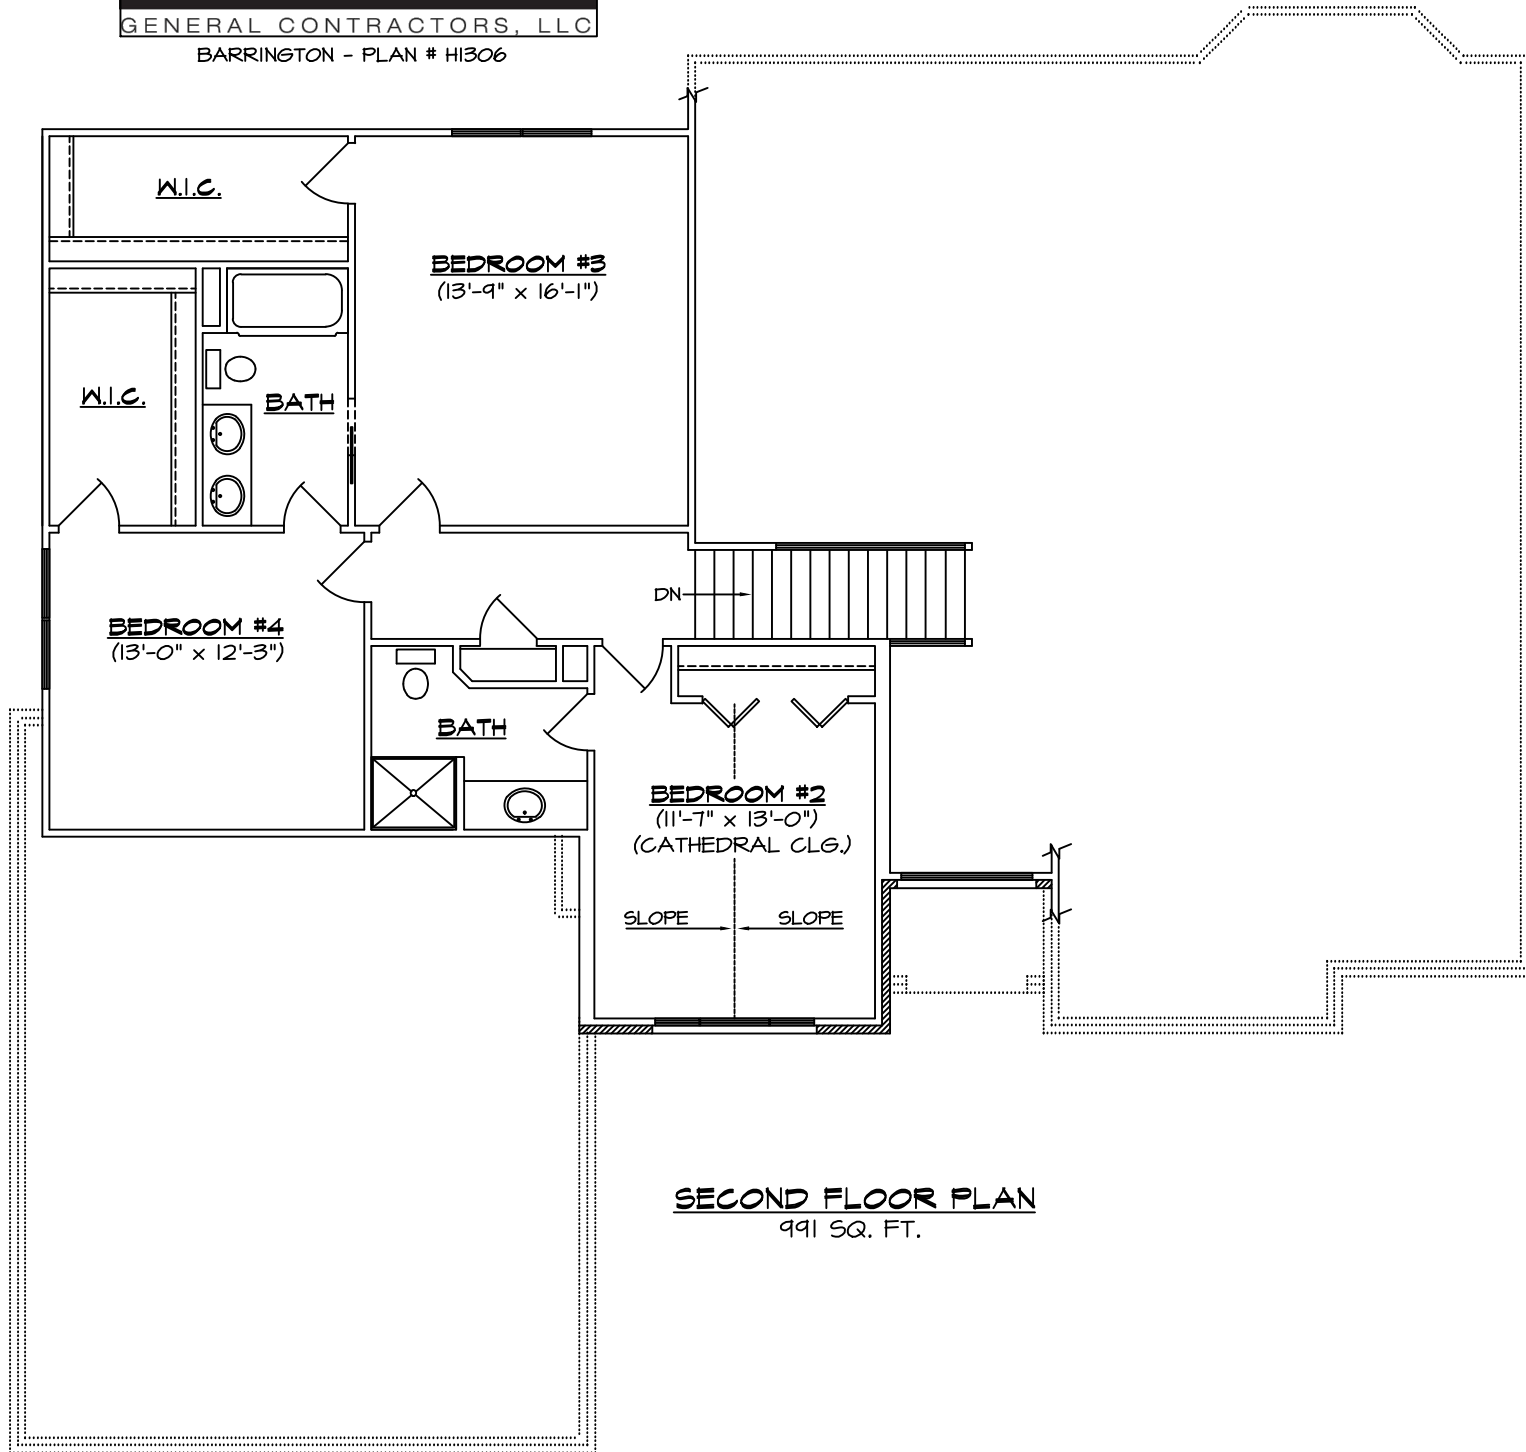 GENERAL CONTRACTORS, LLC
BARRINGTON - PLAN # H1306
W.I.C.
BEDROOM #3
(13'-9" x 16'-1")
W.I.C.
BATH
DN
BEDROOM #4
(13'-0" x 12'-3")
BATH
BEDROOM #2
(11'-7" x 13'-0")
(CATHEDRAL CLG.)
SLOPE SLOPE
SECOND FLOOR PLAN
991 SQ. FT.